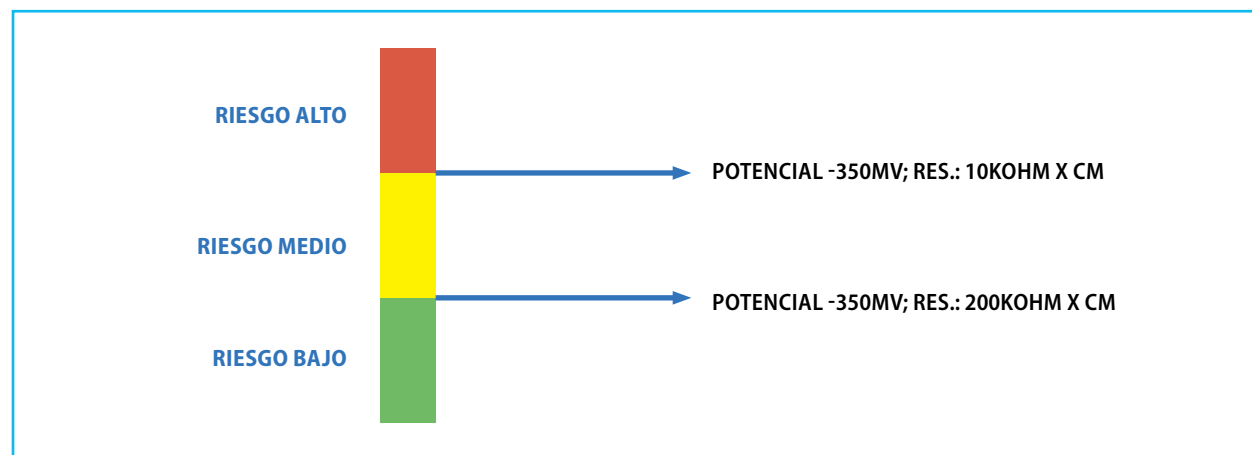 RIESGO ALTO
POTENCIAL -350MV; RES.: 10KOHM X CM
RIESGO MEDIO
POTENCIAL -350MV; RES.: 200KOHM X CM
RIESGO BAJO